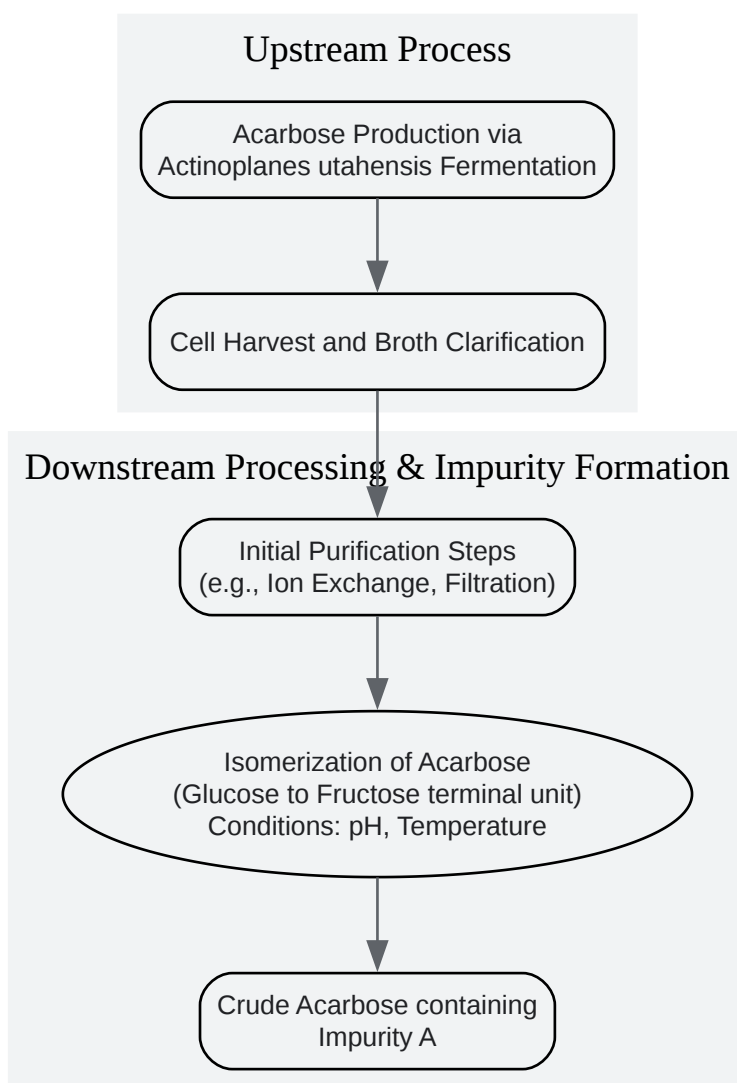 Upstream Process
Acarbose Production via
Actinoplanes utahensis Fermentation
Cell Harvest and Broth Clarification
Downstream Processing & Impurity Formation
Initial Purification Steps
(e.g., Ion Exchange, Filtration)
Isomerization of Acarbose
(Glucose to Fructose terminal unit)
Conditions: pH, Temperature
Crude Acarbose containing
Impurity A